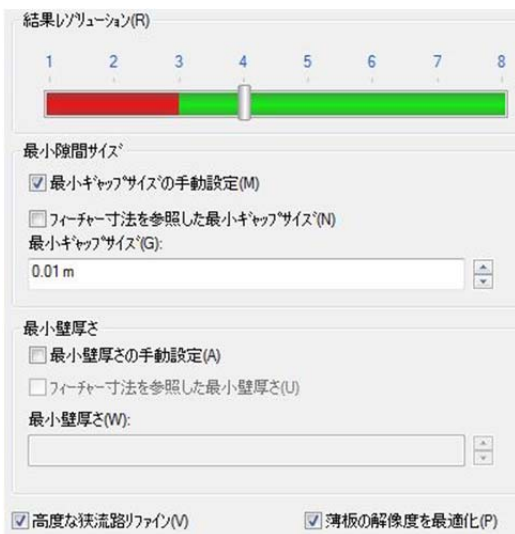 結果レゾリューション(R)
1 2 3 4 5 6 7 8
最小隙間サイズ
最小ギャップサイズの手動設定(M)
フィーチャー寸法を参照した最小ギャップサイズ(N)
最小ギャップサイズ(G):
0.01 m
最小壁厚さ
最小壁厚さの手動設定(A)
フィーチャー寸法を参照した最小壁厚さ(U)
最小壁厚さ(W):
高度な狭流路リファイン(V) 薄板の解像度を最適化(P)